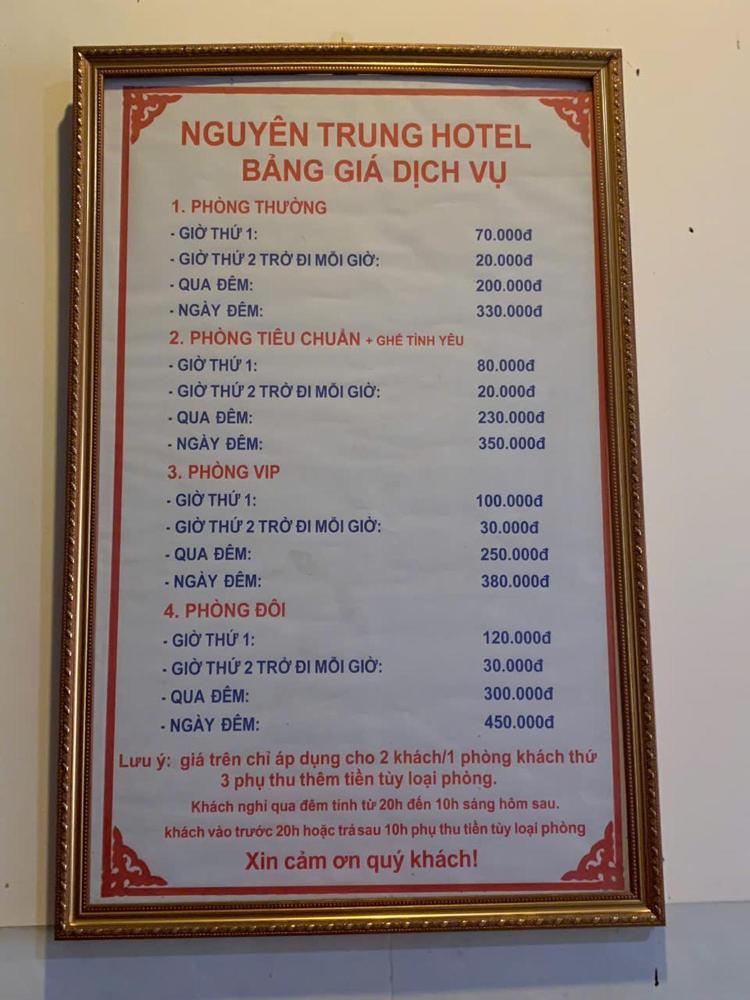 NGUYÊN TRUNG HOTEL
BẢNG GIÁ DỊCH VỤ
1. PHÒNG THƯỜNG
- GIỜ THỨ 1: 70.000đ
- GIỜ THỨ 2 TRỞ ĐI MỖI GIỜ: 20.000đ
- QUA ĐÊM: 200.000đ
- NGÀY ĐÊM: 330.000đ
2. PHÒNG TIÊU CHUẨN + GHẾ TÌNH YÊU
- GIỜ THỨ 1: 80.000đ
- GIỜ THỨ 2 TRỞ ĐI MỖI GIỜ: 20.000đ
- QUA ĐÊM: 230.000đ
- NGÀY ĐÊM: 350.000đ
3. PHÒNG VIP
- GIỜ THỨ 1: 100.000đ
- GIỜ THỨ 2 TRỞ ĐI MỖI GIỜ: 30.000đ
- QUA ĐÊM: 250.000đ
- NGÀY ĐÊM: 380.000đ
4. PHÒNG ĐÔI
- GIỜ THỨ 1: 120.000đ
- GIỜ THỨ 2 TRỞ ĐI MỖI GIỜ: 30.000đ
- QUA ĐÊM: 300.000đ
- NGÀY ĐÊM: 450.000đ
Lưu ý: giá trên chỉ áp dụng cho 2 khách/1 phòng khách thứ
3 phụ thu thêm tiền tùy loại phòng.
Khách nghỉ qua đêm tính từ 20h đến 10h sáng hôm sau.
khách vào trước 20h hoặc trả sau 10h phụ thu tiền tùy loại phòng
Xin cảm ơn quý khách!